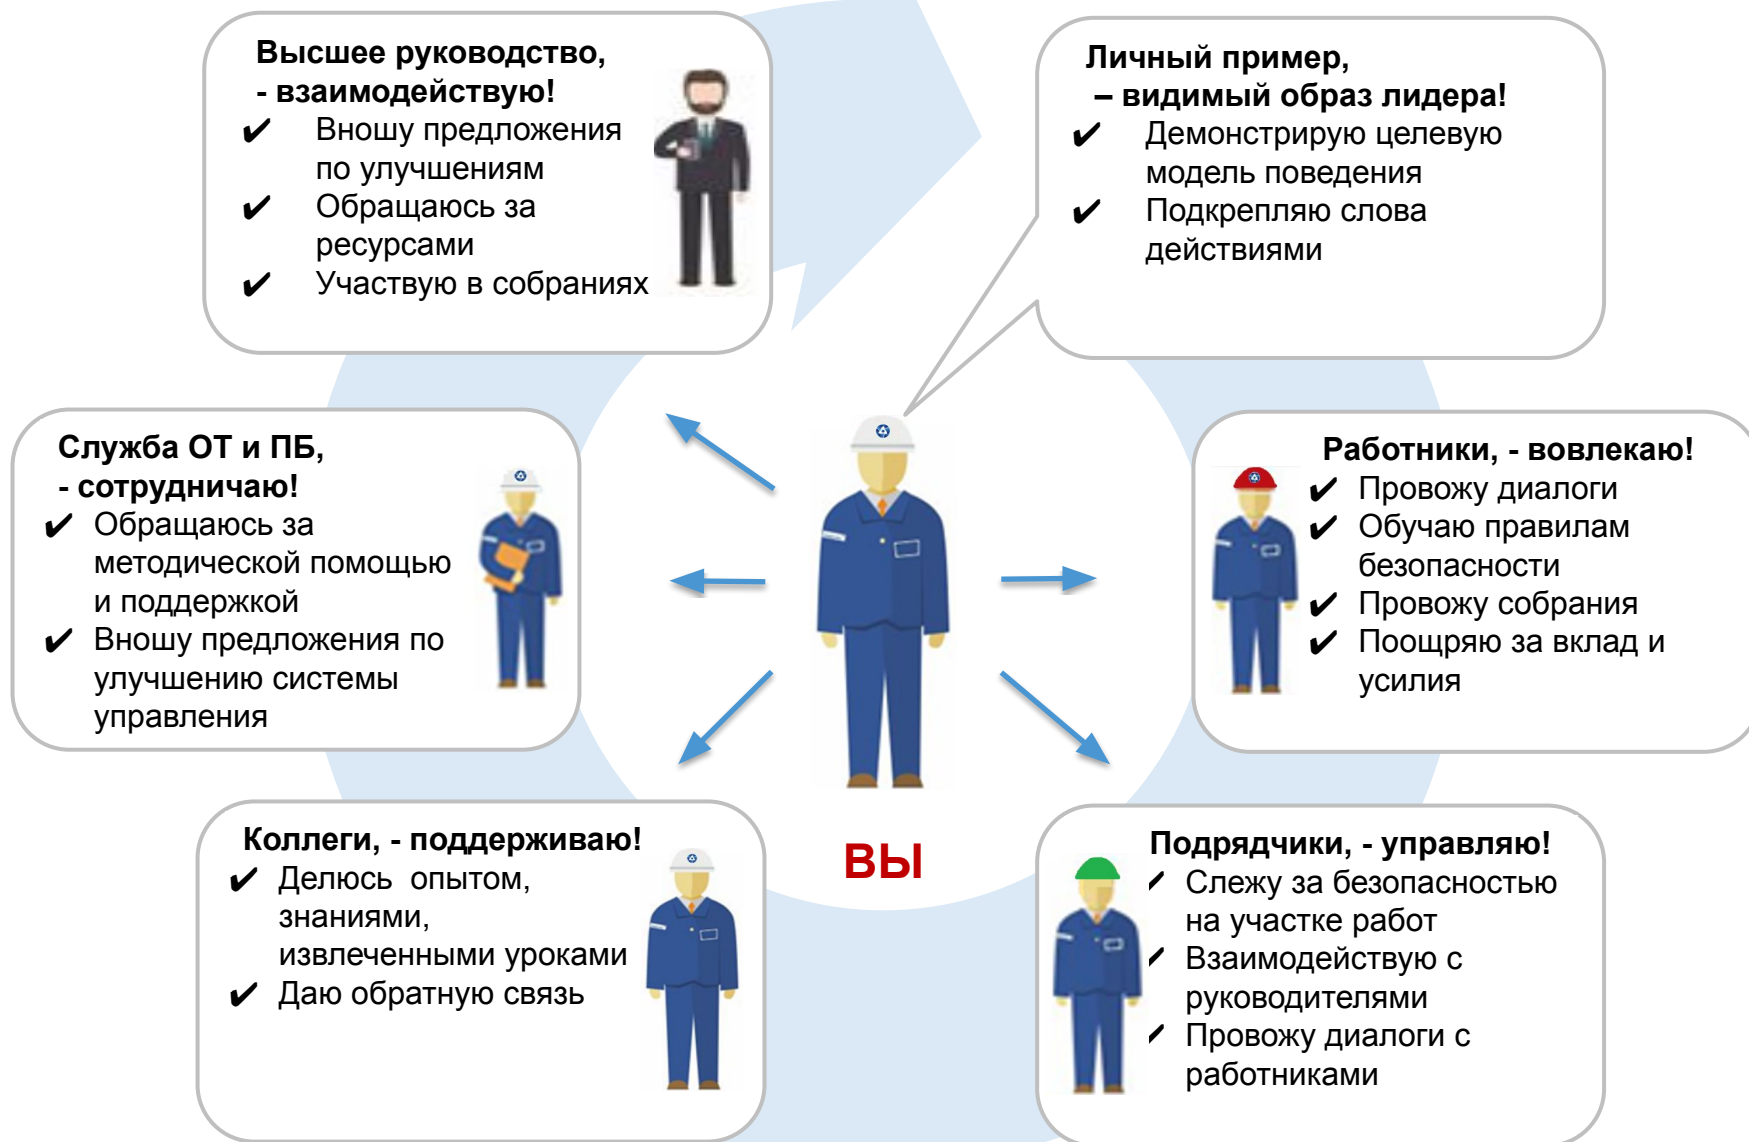 Высшее руководство,
- взаимодействую!
✔ Вношу предложения
по улучшениям
✔ Обращаюсь за
ресурсами
✔ Участвую в собраниях
Личный пример,
– видимый образ лидера!
✔ Демонстрирую целевую
модель поведения
✔ Подкрепляю слова
действиями
Служба ОТ и ПБ,
- сотрудничаю!
✔ Обращаюсь за
методической помощью
и поддержкой
✔ Вношу предложения по
улучшению системы
управления
Работники, - вовлекаю!
✔ Провожу диалоги
✔ Обучаю правилам
безопасности
✔ Провожу собрания
✔ Поощряю за вклад и
усилия
Коллеги, - поддерживаю!
✔ Делюсь опытом,
знаниями,
извлеченными уроками
✔ Даю обратную связь
ВЫ
Подрядчики, - управляю!
✔ Слежу за безопасностью
на участке работ
✔ Взаимодействую с
руководителями
✔ Провожу диалоги с
работниками